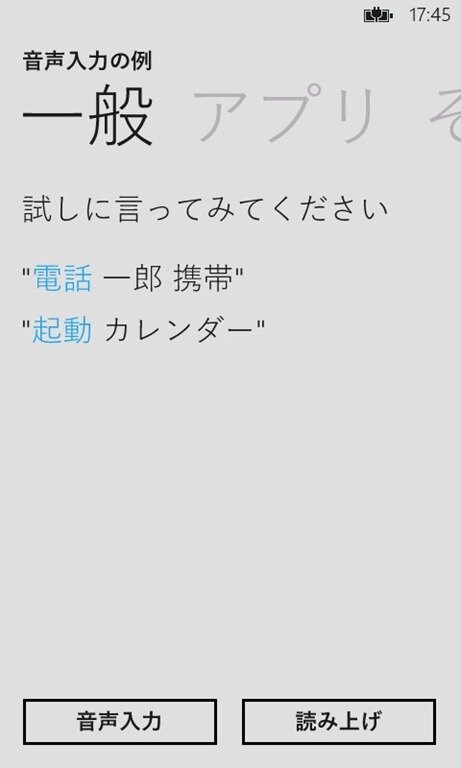 17:45
音声入力の例
一般 アプリ そ
試しに言ってみてください
"電話 一郎 携帯"
"起動 カレンダー"
音声入力 読み上げ